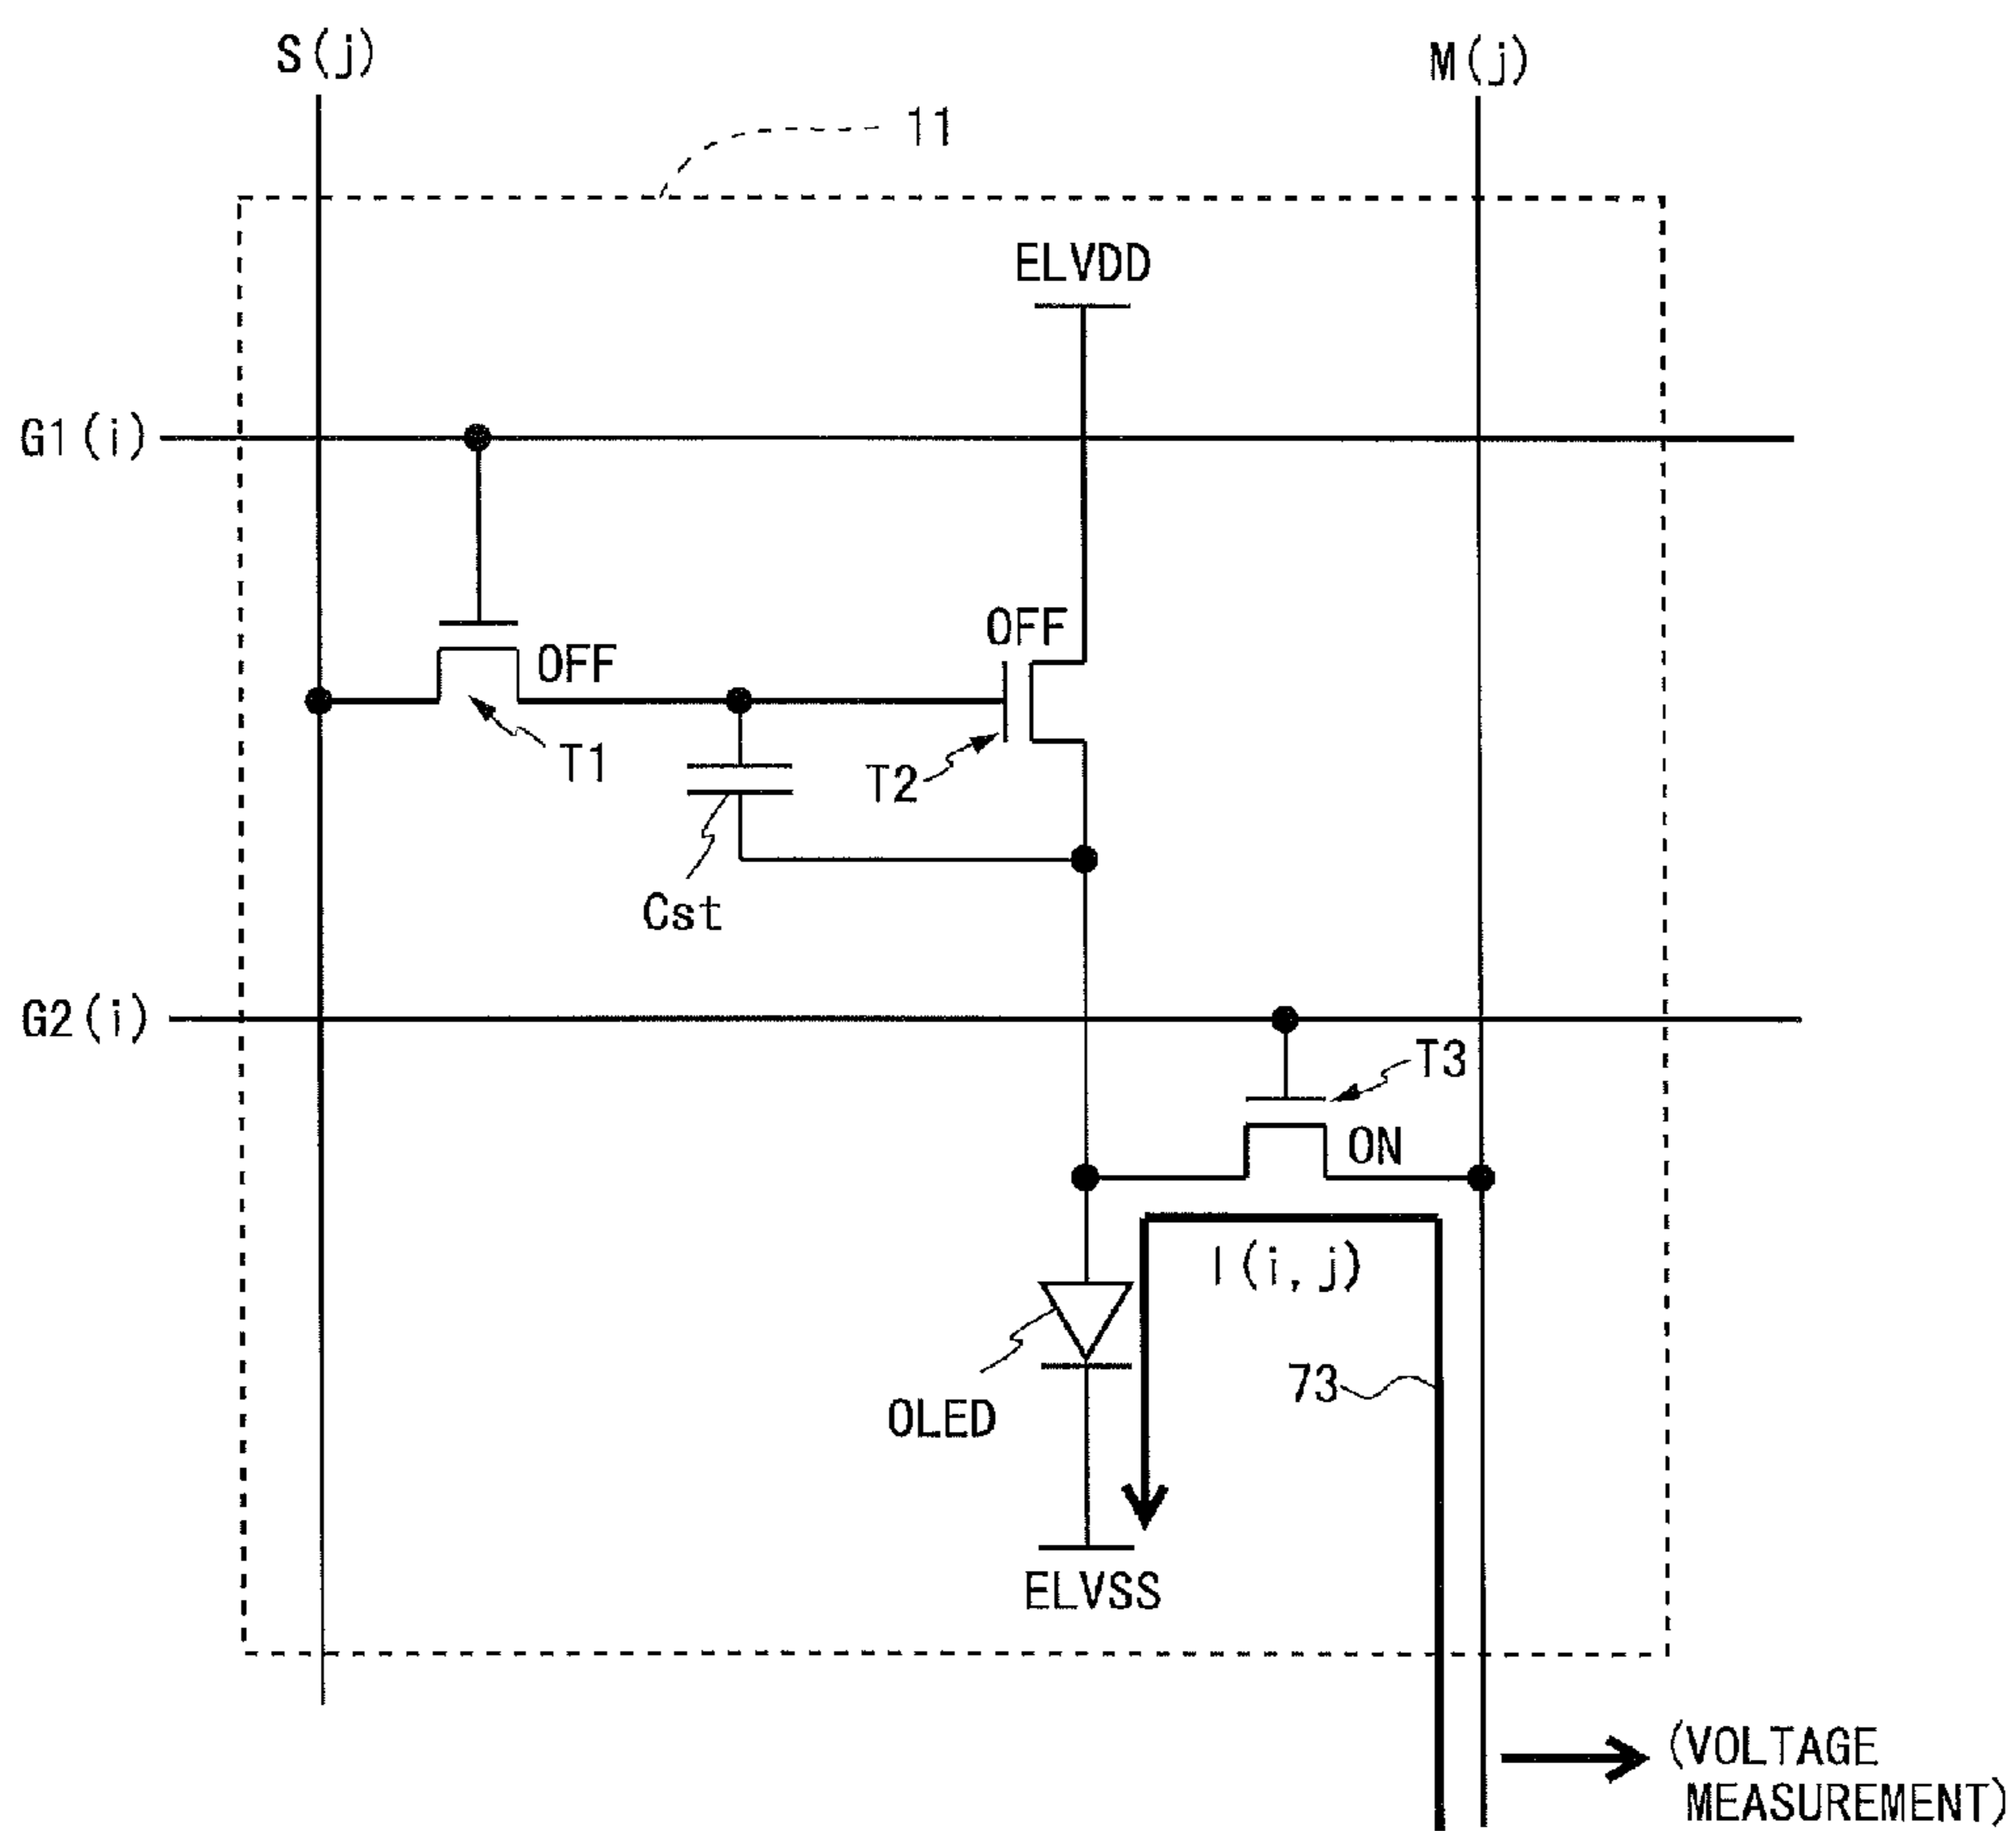 S(j)
M(j)
11
ELVDD
G1(i)
OFF
OFF
T1
T2
Cst
G2(i)
T3
ON
I(i,j)
73
OLED
ELVSS
(VOLTAGE
MEASUREMENT)